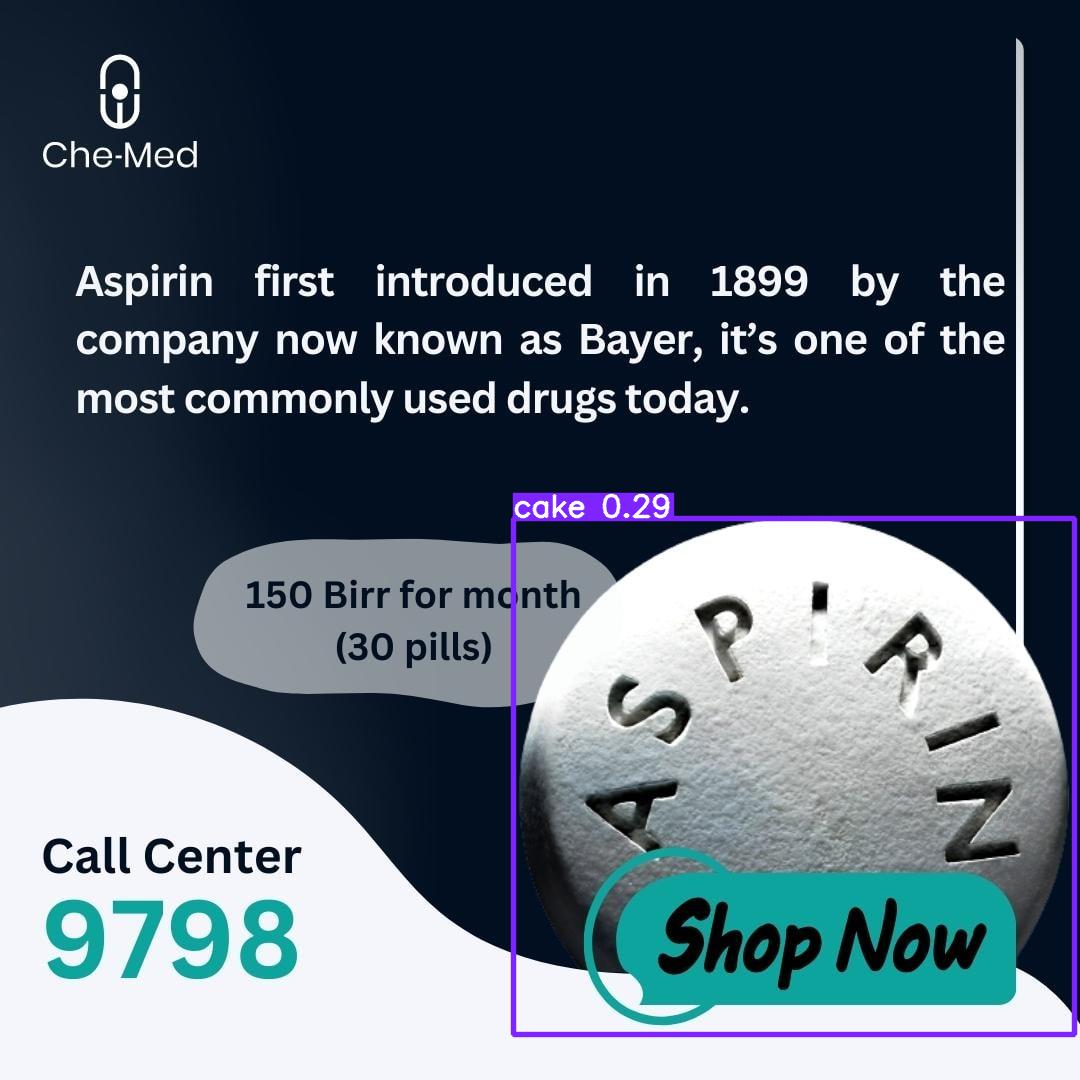 Che-Med
Aspirin first introduced in 1899 by the
company now known as Bayer, it’s one of the
most commonly used drugs today.
cake 0.29
150 Birr for month
(30 pills)
ASPIRIN
Call Center
9798
Shop Now